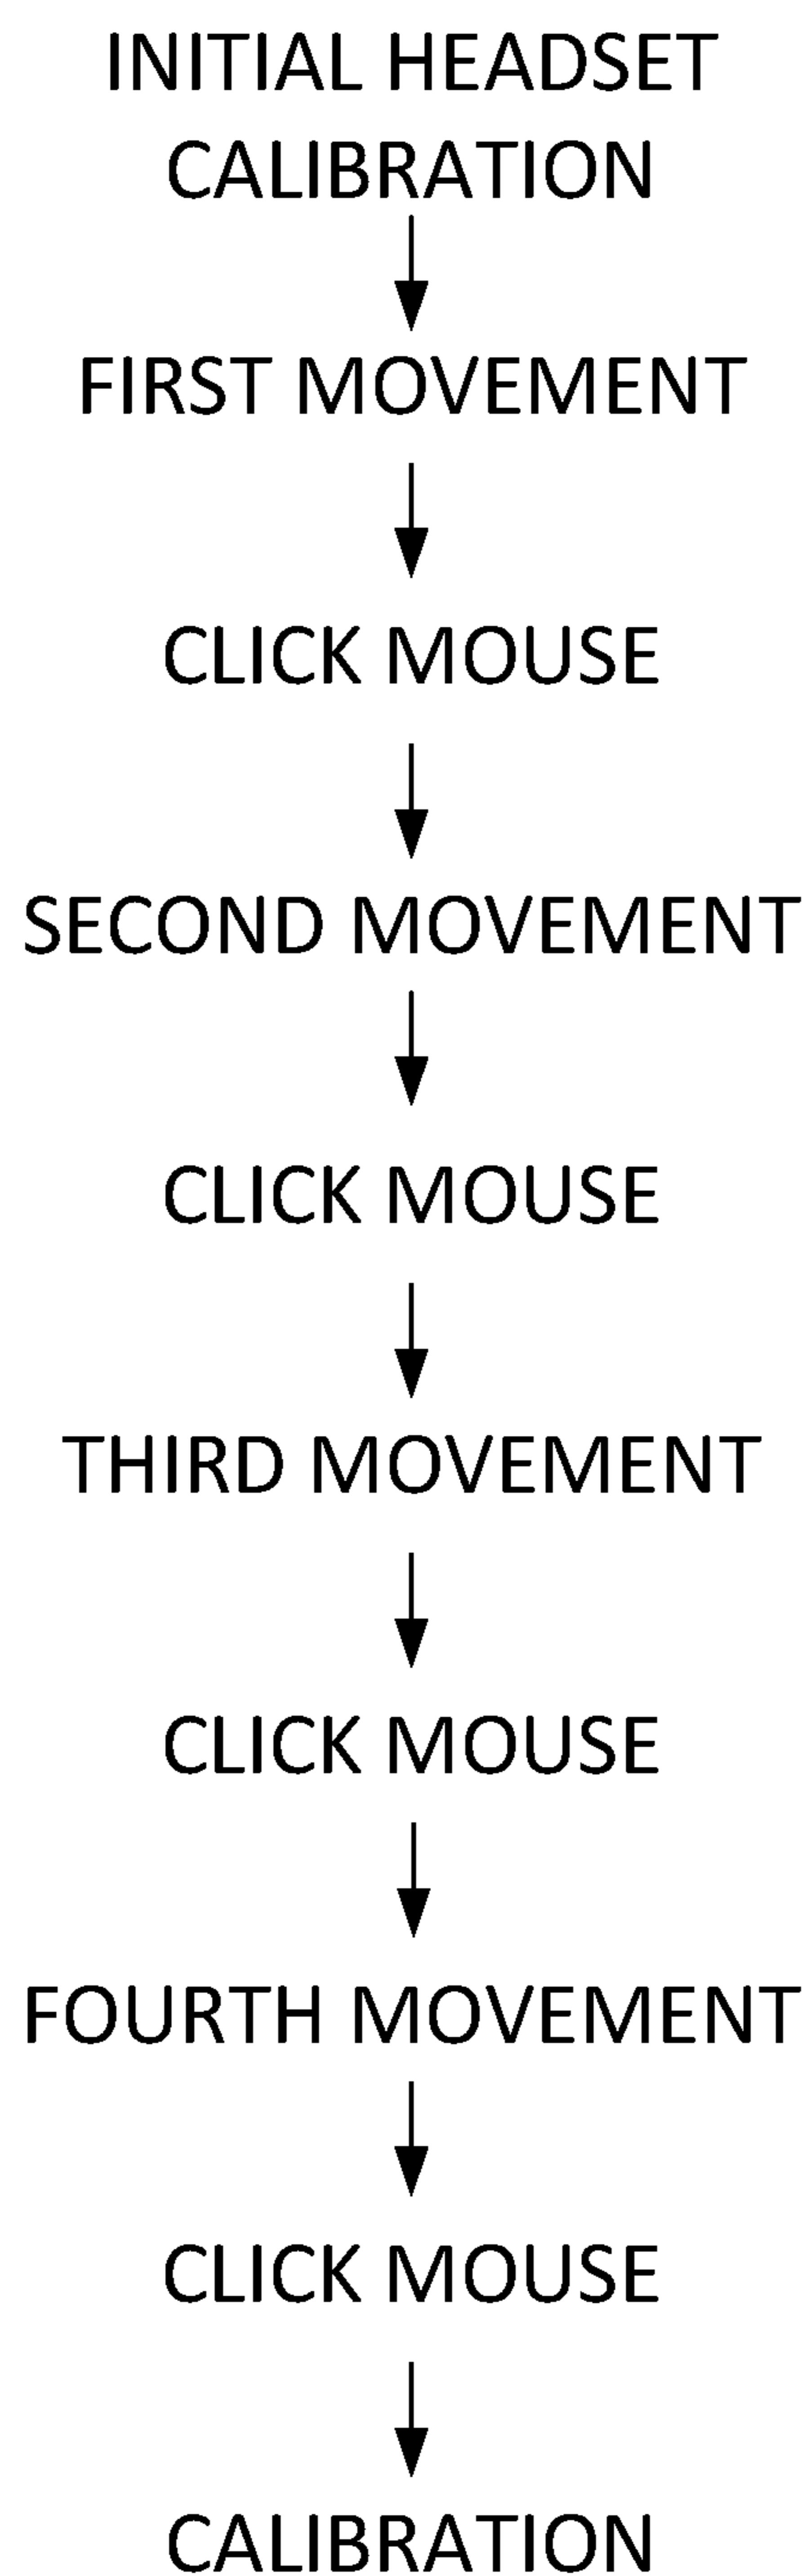 INITIAL HEADSET
CALIBRATION
FIRST MOVEMENT
CLICK MOUSE
SECOND MOVEMENT
CLICK MOUSE
THIRD MOVEMENT
CLICK MOUSE
FOURTH MOVEMENT
CLICK MOUSE
CALIBRATION